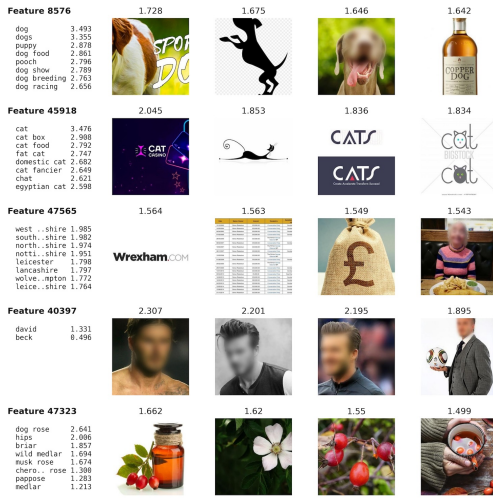 Feature 8576
dog 3.493
dogs 3.355
puppy 2.878
dog food 2.861
pooch 2.796
dog show 2.789
dog breeding 2.763
dog racing 2.656
1.728
1.675
1.646
1.642
SPOR
DO
COPPER
DOG
Feature 45918
cat 3.476
cat box 2.908
cat food 2.792
fat cat 2.747
domestic cat 2.682
cat fancier 2.649
chat 2.621
egyptian cat 2.598
2.045
1.853
1.836
1.834
CAT
CASINO
CATS
CATS
cat
BIGSTOCK
cat
Feature 47565
west ..shire 1.985
south..shire 1.982
north..shire 1.974
notti..shire 1.951
leicester 1.798
lancashire 1.797
wolve..mpton 1.772
leice..shire 1.764
1.564
1.563
1.549
1.543
Wrexham.COM
£
Feature 40397
david 1.331
beck 0.496
2.307
2.201
2.195
1.895
Feature 47323
dog rose 2.641
hips 2.006
briar 1.857
wild medlar 1.694
musk rose 1.674
chero.. rose 1.300
pappose 1.283
medlar 1.213
1.662
1.62
1.55
1.499